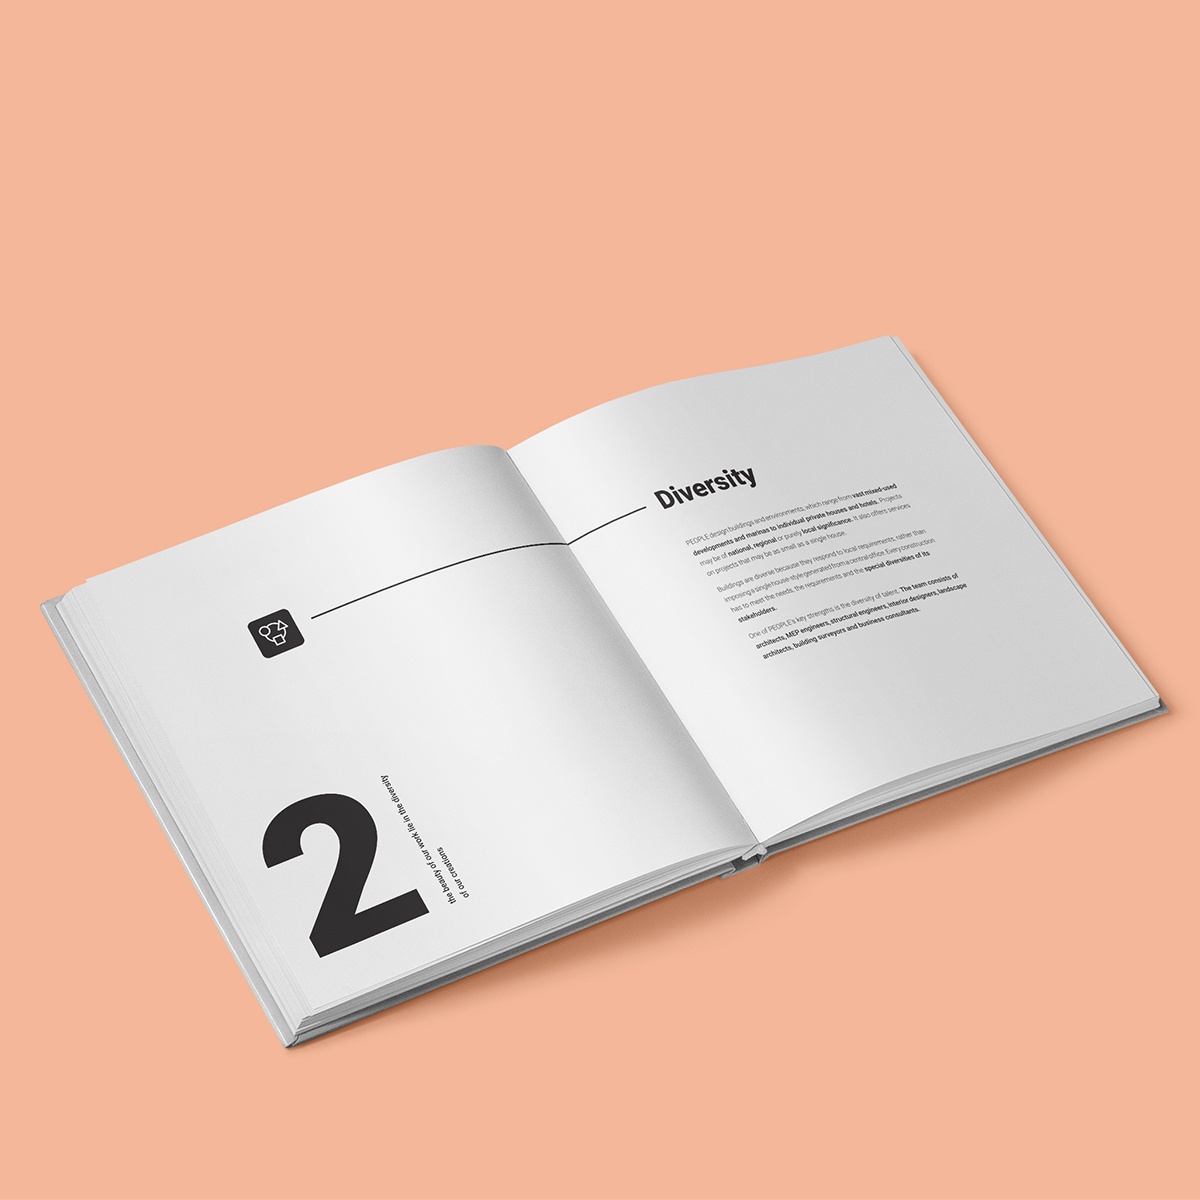 2
the beauty of our work lie in the diversity
of our creations
Diversity
PEOPLE design buildings and environments, which range from vast mixed-used
developments and marinas to individual private houses and hotels. Projects
may be of national, regional or purely local significance. It also offers services
on projects that may be as small as a single house.
Buildings are diverse because they respond to local requirements, rather than
imposing a single house-style generated from a central office. Every construction
has to meet the needs, the requirements and the special diversities of its
stakeholders.
One of PEOPLE's key strengths is the diversity of talent. The team consists of
architects, MEP engineers, structural engineers, interior designers, landscape
architects, building surveyors and business consultants.